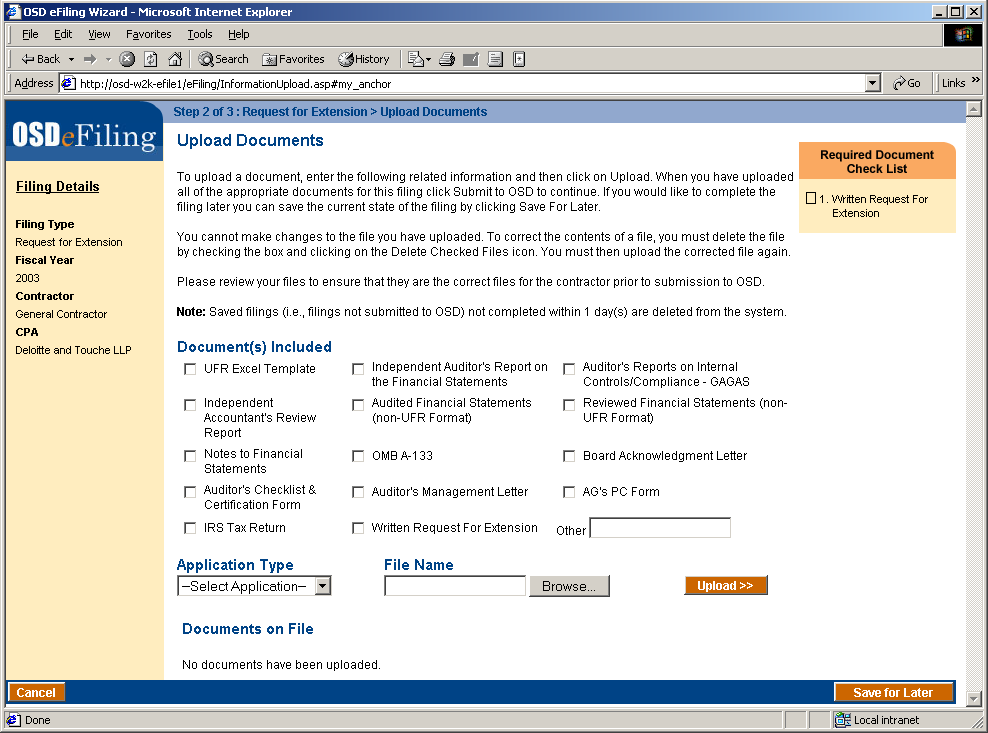 OSD eFiling Wizard - Microsoft Internet Explorer
File Edit View Favorites Tools Help
Back Search Favorites History
Address http://osd-w2k-efile1/eFiling/InformationUpload.asp#my_anchor Go Links »
OSDeFiling
Step 2 of 3 : Request for Extension > Upload Documents
Filing Details
Filing Type
Request for Extension
Fiscal Year
2003
Contractor
General Contractor
CPA
Deloitte and Touche LLP
Upload Documents
To upload a document, enter the following related information and then click on Upload. When you have uploaded
all of the appropriate documents for this filing click Submit to OSD to continue. If you would like to complete the
filing later you can save the current state of the filing by clicking Save For Later.
You cannot make changes to the file you have uploaded. To correct the contents of a file, you must delete the file
by checking the box and clicking on the Delete Checked Files icon. You must then upload the corrected file again.
Please review your files to ensure that they are the correct files for the contractor prior to submission to OSD.
Note: Saved filings (i.e., filings not submitted to OSD) not completed within 1 day(s) are deleted from the system.
Required Document
Check List
1. Written Request For
Extension
Document(s) Included
UFR Excel Template
Independent Auditor's Report on
the Financial Statements
Auditor's Reports on Internal
Controls/Compliance - GAGAS
Independent
Accountant's Review
Report
Audited Financial Statements
(non-UFR Format)
Reviewed Financial Statements (non-
UFR Format)
Notes to Financial
Statements
OMB A-133
Board Acknowledgment Letter
Auditor's Checklist &
Certification Form
Auditor's Management Letter
AG's PC Form
IRS Tax Return
Written Request For Extension
Other
Application Type
File Name
--Select Application--
Browse...
Upload >>
Documents on File
No documents have been uploaded.
Cancel
Save for Later
Done
Local intranet